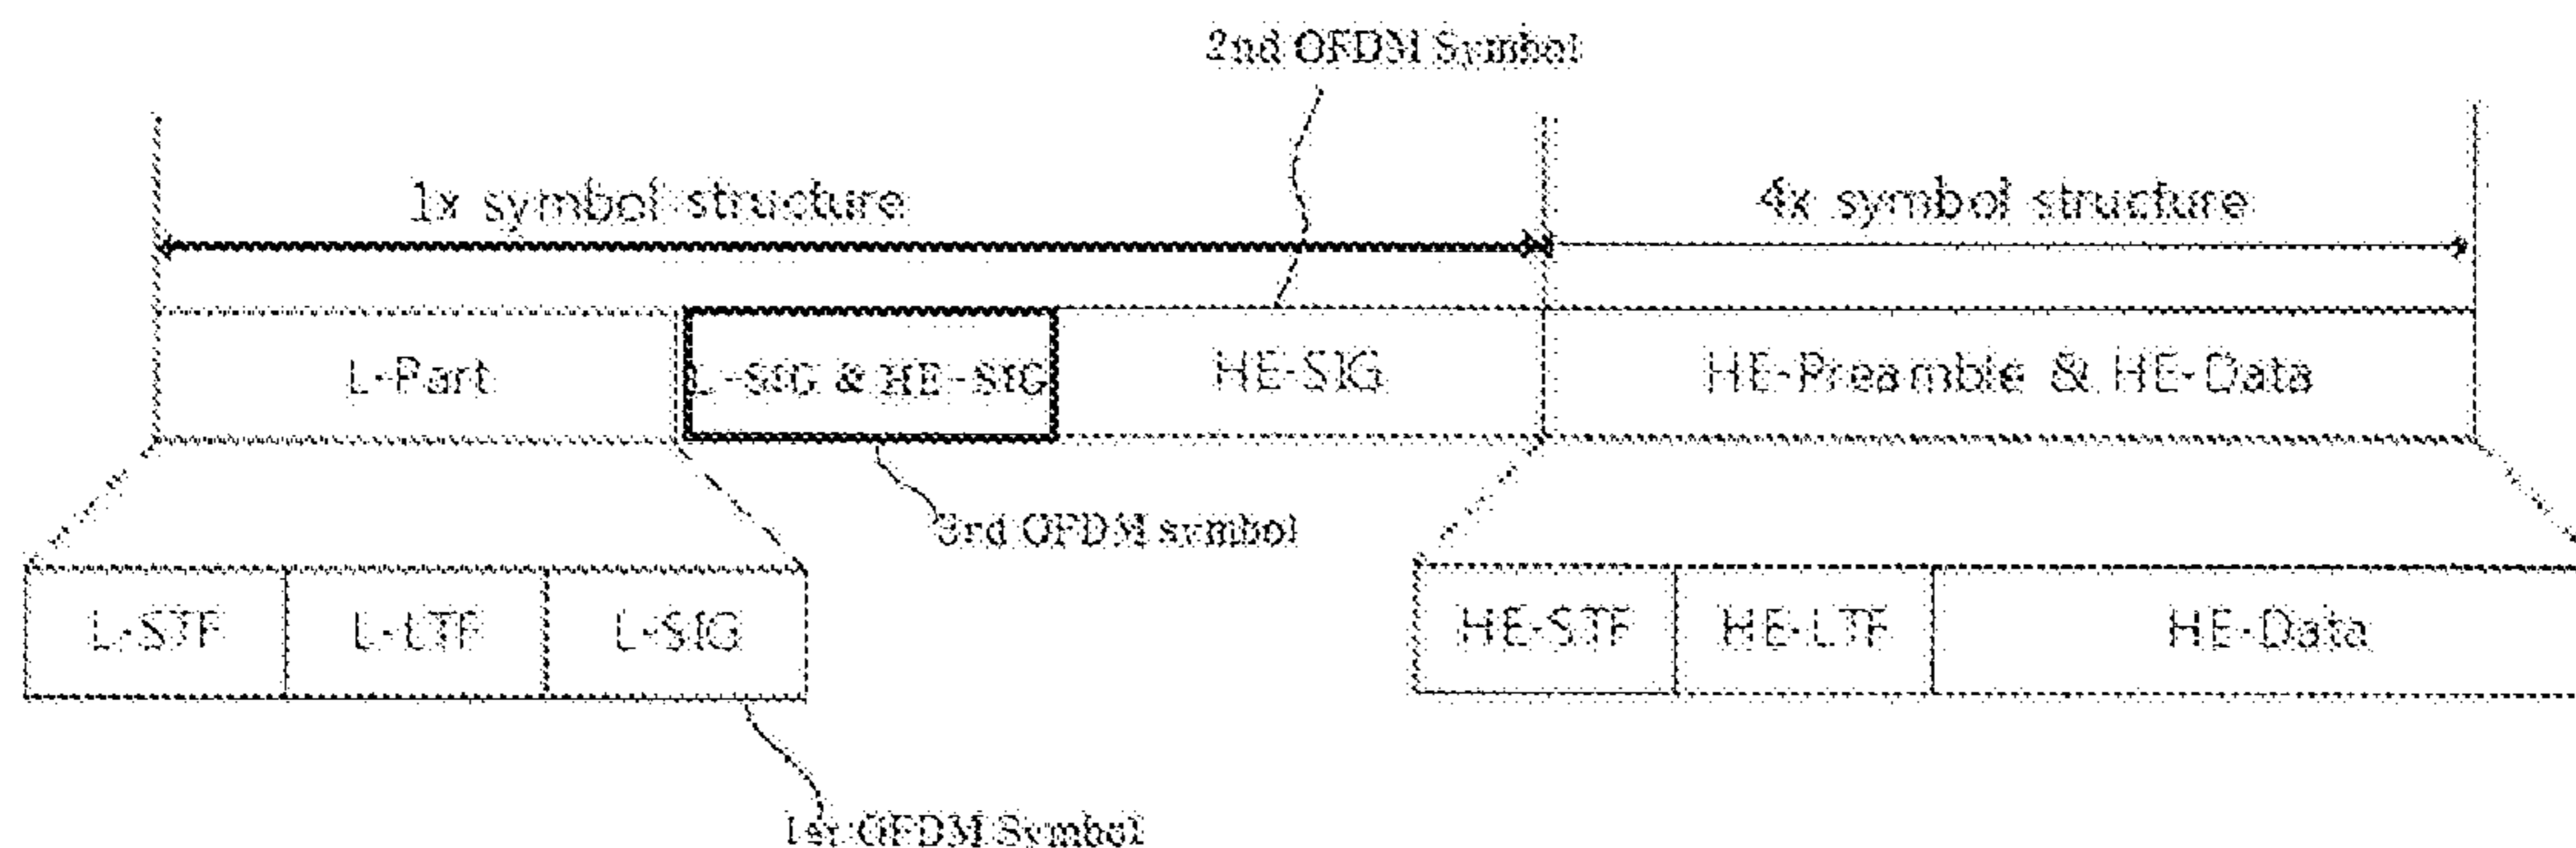 2nd OFDM Symbol
1x symbol structure
4x symbol structure
L-Part
L-SIG & HE-SIG
HE-SIG
HE-Preamble & HE-Data
3rd OFDM symbol
L-STF
L-LTF
L-SIG
HE-STF
HE-LTF
HE-Data
1st OFDM Symbol